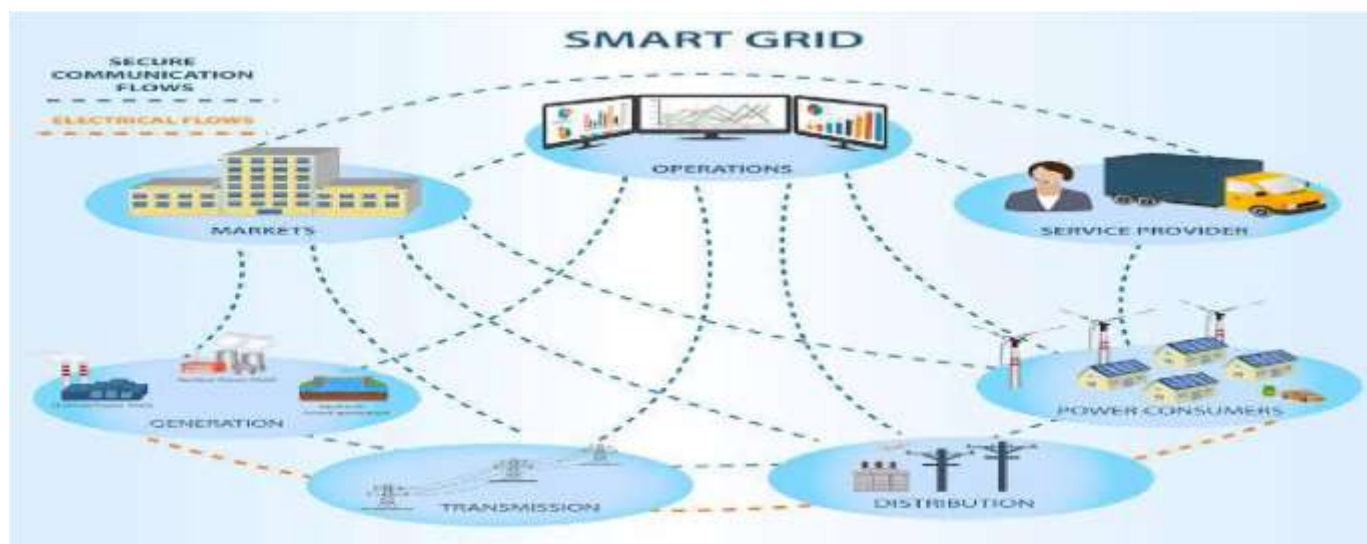 SMART GRID
SECURE
COMMUNICATION
FLOWS
ELECTRICAL FLOWS
OPERATIONS
MARKETS
SERVICE PROVIDER
GENERATION
POWER CONSUMERS
TRANSMISSION
DISTRIBUTION